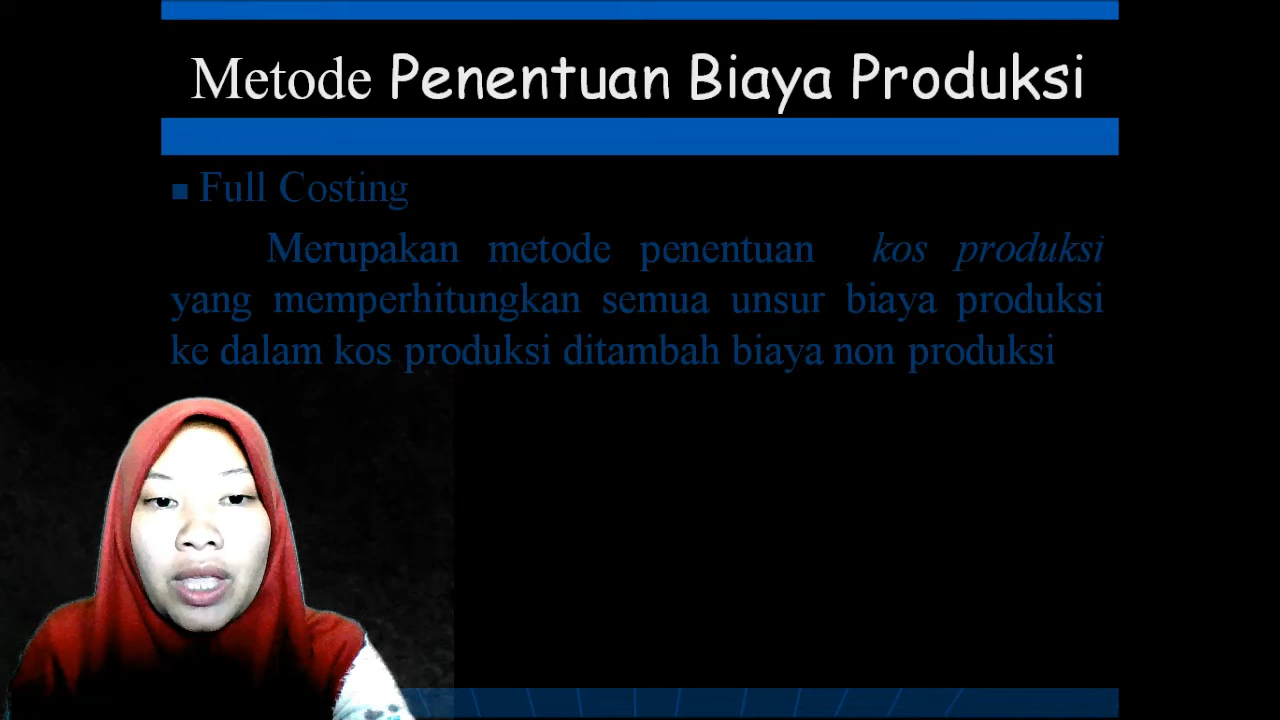 Metode Penentuan Biaya Produksi
Full Costing
Merupakan metode penentuan kos produksi
yang memperhitungkan semua unsur biaya produksi
ke dalam kos produksi ditambah biaya non produksi